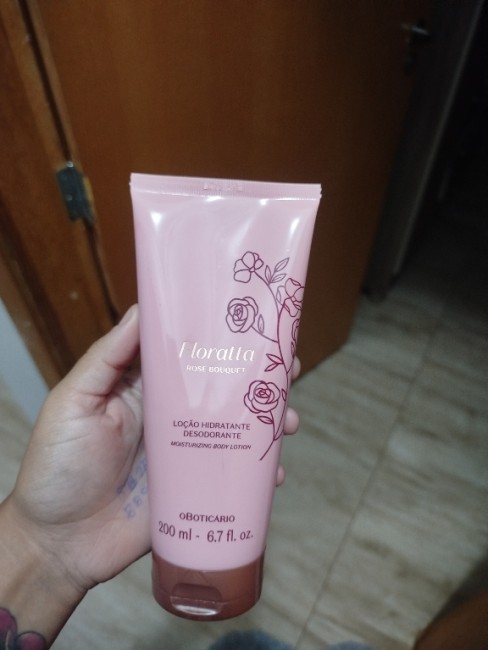 Floratta
ROSE BOUQUET
LOÇÃO HIDRATANTE
DESODORANTE
MOISTURIZING BODY LOTION
OBOTICÁRIO
200 ml - 6.7 fl. oz.